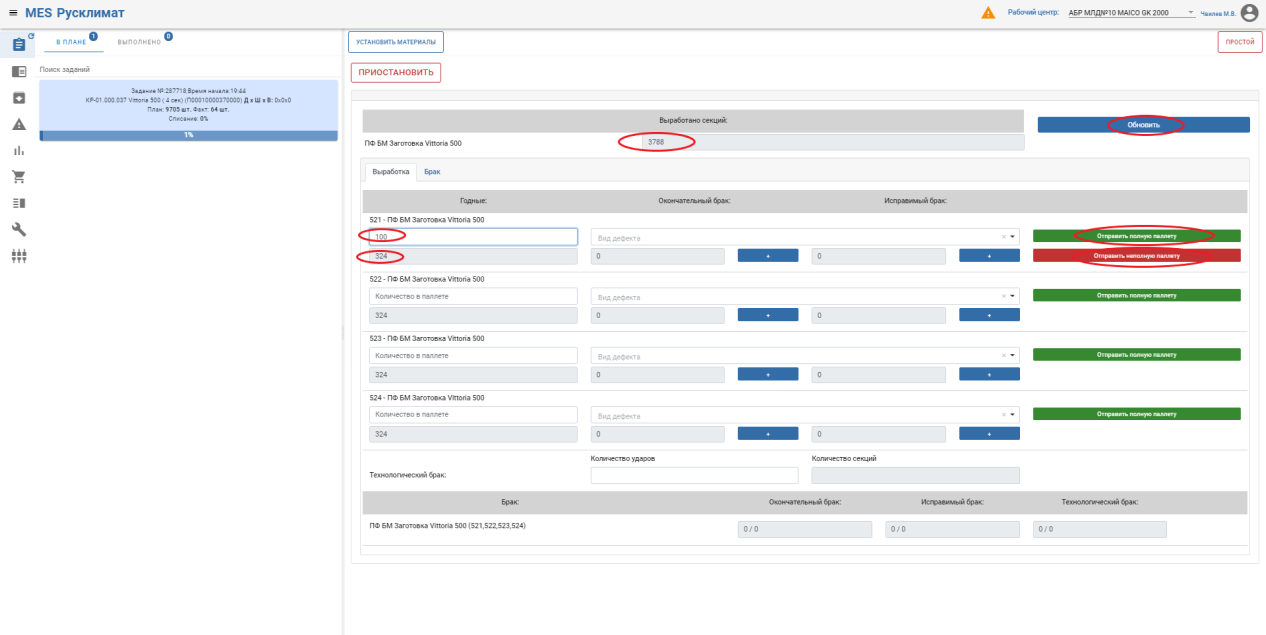 MES Русклимат
Рабочий центр: АБР МЛД№10 MAICO GK 2000
Чвилев М.В.
В ПЛАНЕ 1
ВЫПОЛНЕНО 0
Поиск заданий
Задание №:287718,Время начала:19:44
КР-01.000.037 Vittoria 500 ( 4 сек) (П00010000370000) Д х Ш х В: 0x0x0
План: 9705 шт. Факт: 64 шт.
Списание: 0%
1%
УСТАНОВИТЬ МАТЕРИАЛЫ
ПРОСТОЙ
ПРИОСТАНОВИТЬ
Выработано секций:
Обновить
ПФ БМ Заготовка Vittoria 500
3788
Выработка
Брак
Годные:
Окончательный брак:
Исправимый брак:
521 - ПФ БМ Заготовка Vittoria 500
100
Вид дефекта
× 
Отправить полную паллету
324
0
+
0
+
Отправить неполную паллету
522 - ПФ БМ Заготовка Vittoria 500
Количество в паллете
Вид дефекта
×
Отправить полную паллету
324
0
+
0
+
523 - ПФ БМ Заготовка Vittoria 500
Количество в паллете
Вид дефекта
×
Отправить полную паллету
324
0
+
0
+
524 - ПФ БМ Заготовка Vittoria 500
Количество в паллете
Вид дефекта
×
Отправить полную паллету
324
0
+
0
+
Количество ударов
Количество секций
Технологический брак:
Брак:
Окончательный брак:
Исправимый брак:
Технологический брак:
ПФ БМ Заготовка Vittoria 500 (521,522,523,524)
0 / 0
0 / 0
0 / 0